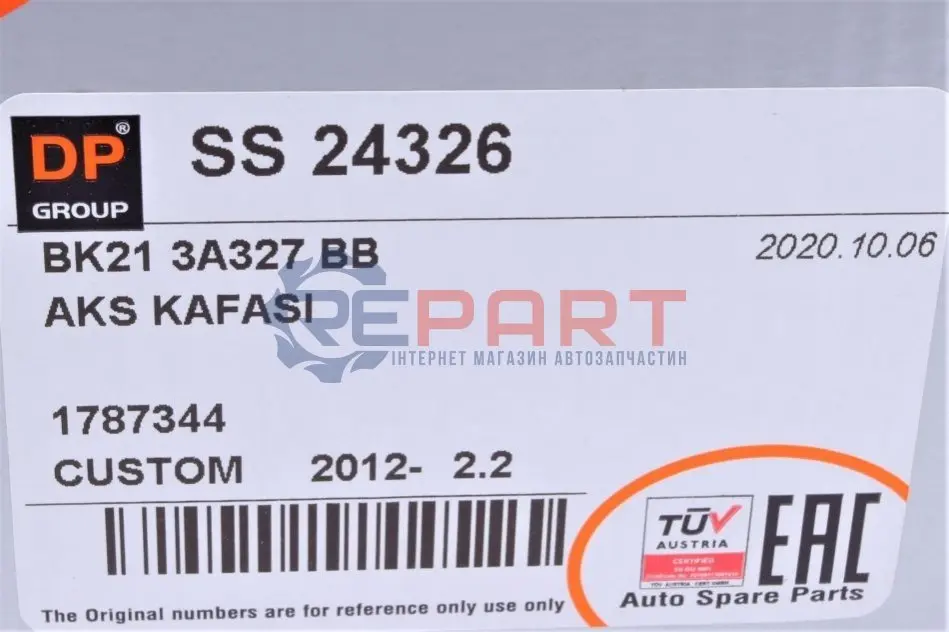 DP®
GROUP
SS 24326
BK21 3A327 BB
2020.10.06
AKS KAFASI
REPART
ІНТЕРНЕТ МАГАЗИН АВТОЗАПЧАСТИН
1787344
CUSTOM 2012- 2.2
TÜV
AUSTRIA
CERTIFIED
EAC
Auto Spare Parts
The Original numbers are for reference only use only